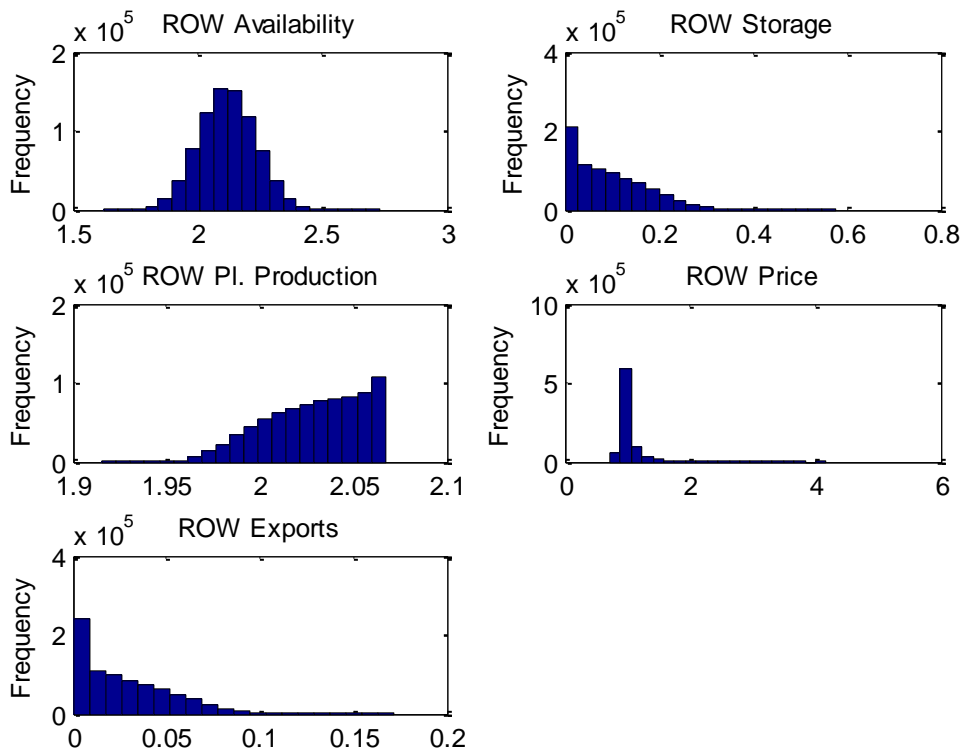 x 10^5 ROW Availability
Frequency
2
1
0
1.5 2 2.5 3
x 10^5 ROW Storage
Frequency
4
2
0
0 0.2 0.4 0.6 0.8
x 10^5 ROW Pl. Production
Frequency
2
1
0
1.9 1.95 2 2.05 2.1
x 10^5 ROW Price
Frequency
10
5
0
0 2 4 6
x 10^5 ROW Exports
Frequency
4
2
0
0 0.05 0.1 0.15 0.2